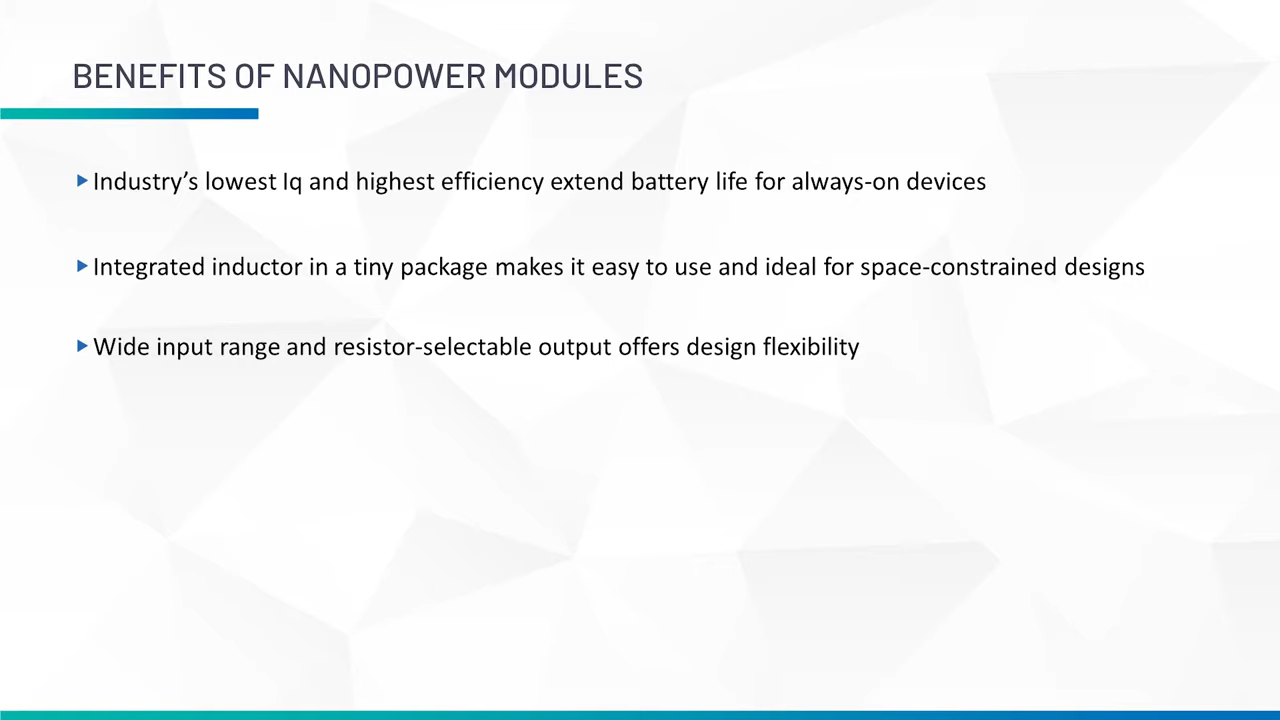 BENEFITS OF NANOPOWER MODULES
Industry’s lowest Iq and highest efficiency extend battery life for always-on devices
Integrated inductor in a tiny package makes it easy to use and ideal for space-constrained designs
Wide input range and resistor-selectable output offers design flexibility